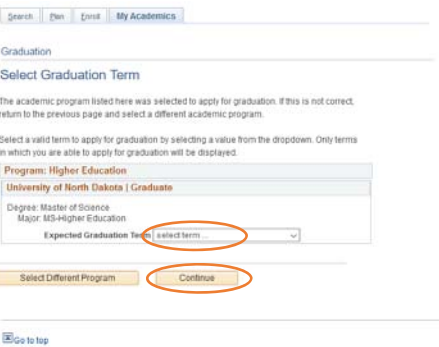 Search Plan Enroll My Academics
Graduation
Select Graduation Term
The academic program listed here was selected to apply for graduation. If this is not correct,
return to the previous page and select a different academic program.
Select a valid term to apply for graduation by selecting a value from the dropdown. Only terms
in which you are able to apply for graduation will be displayed.
Program: Higher Education
University of North Dakota | Graduate
Degree: Master of Science
Major: MS-Higher Education
Expected Graduation Term select term ...
Select Different Program Continue
Go to top